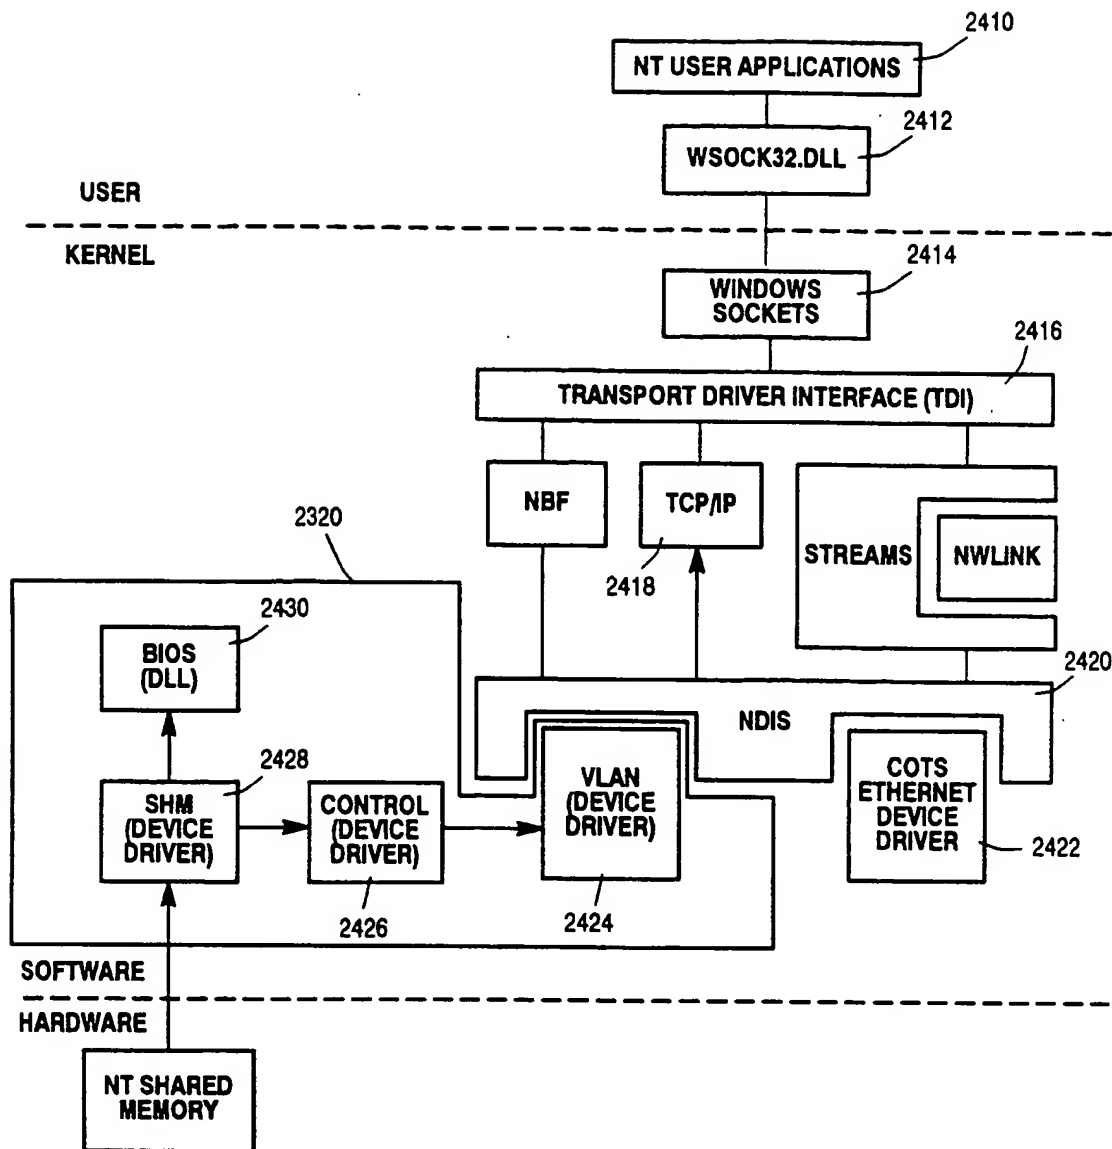 2410
NT USER APPLICATIONS
2412
WSOCK32.DLL
USER
KERNEL
2414
WINDOWS
SOCKETS
2416
TRANSPORT DRIVER INTERFACE (TDI)
NBF
TCP/IP
2418
STREAMS
NWLINK
2320
2430
BIOS
(DLL)
2420
NDIS
2428
SHM
(DEVICE
DRIVER)
CONTROL
(DEVICE
DRIVER)
2426
VLAN
(DEVICE
DRIVER)
2424
COTS
ETHERNET
DEVICE
DRIVER
2422
SOFTWARE
HARDWARE
NT SHARED
MEMORY